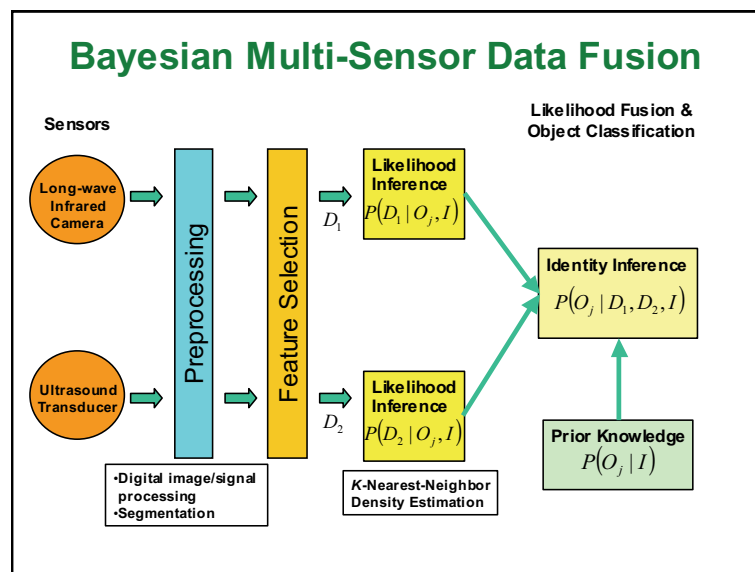 Bayesian Multi-Sensor Data Fusion
Sensors
Likelihood Fusion &
Object Classification
Long-wave
Infrared
Camera
Ultrasound
Transducer
Preprocessing
Feature Selection
D₁
D₂
Likelihood
Inference
P(D₁ | Oⱼ, I)
Likelihood
Inference
P(D₂ | Oⱼ, I)
Identity Inference
P(Oⱼ | D₁, D₂, I)
Prior Knowledge
P(Oⱼ | I)
•Digital image/signal
processing
•Segmentation
K-Nearest-Neighbor
Density Estimation